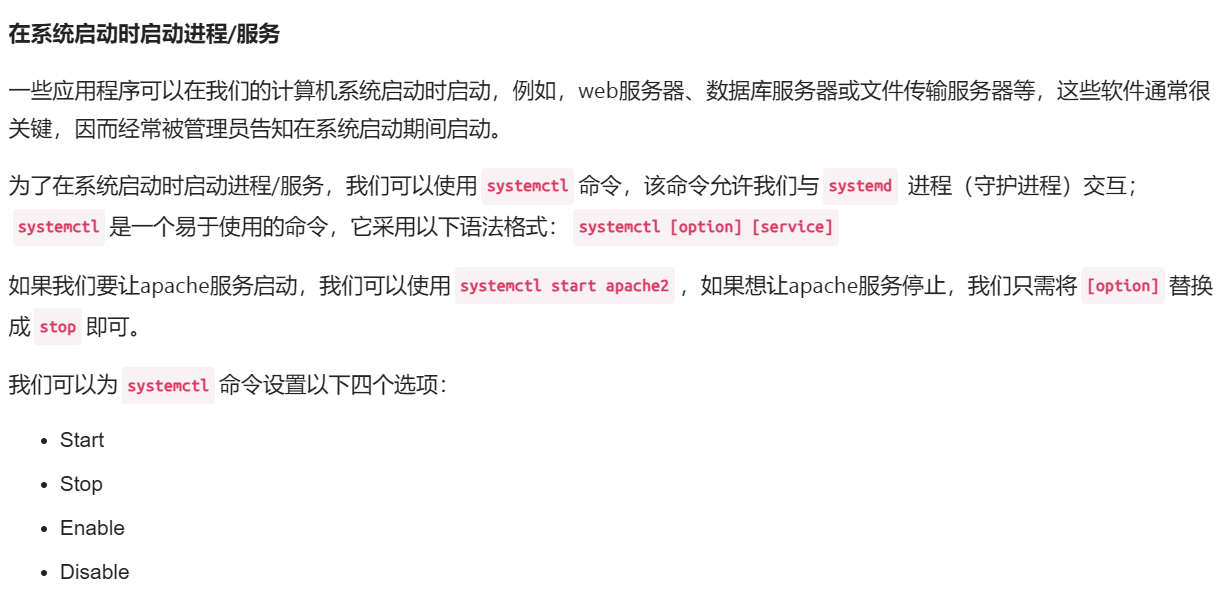 在系统启动时启动进程/服务
一些应用程序可以在我们的计算机系统启动时启动，例如，web服务器、数据库服务器或文件传输服务器等，这些软件通常很
关键，因而经常被管理员告知在系统启动期间启动。
为了在系统启动时启动进程/服务，我们可以使用 systemctl 命令，该命令允许我们与 systemd 进程（守护进程）交互；
systemctl 是一个易于使用的命令，它采用以下语法格式： systemctl [option] [service]
如果我们要让apache服务启动，我们可以使用 systemctl start apache2 ，如果想让apache服务停止，我们只需将 [option] 替换
成 stop 即可。
我们可以为 systemctl 命令设置以下四个选项：
• Start
• Stop
• Enable
• Disable